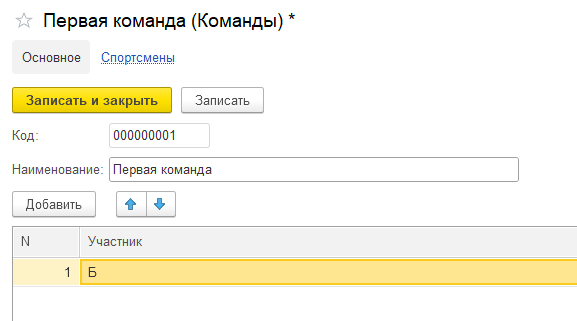 Первая команда (Команды) *
Основное Спортсмены
Записать и закрыть Записать
Код: 000000001
Наименование: Первая команда
Добавить
N Участник
1 Б